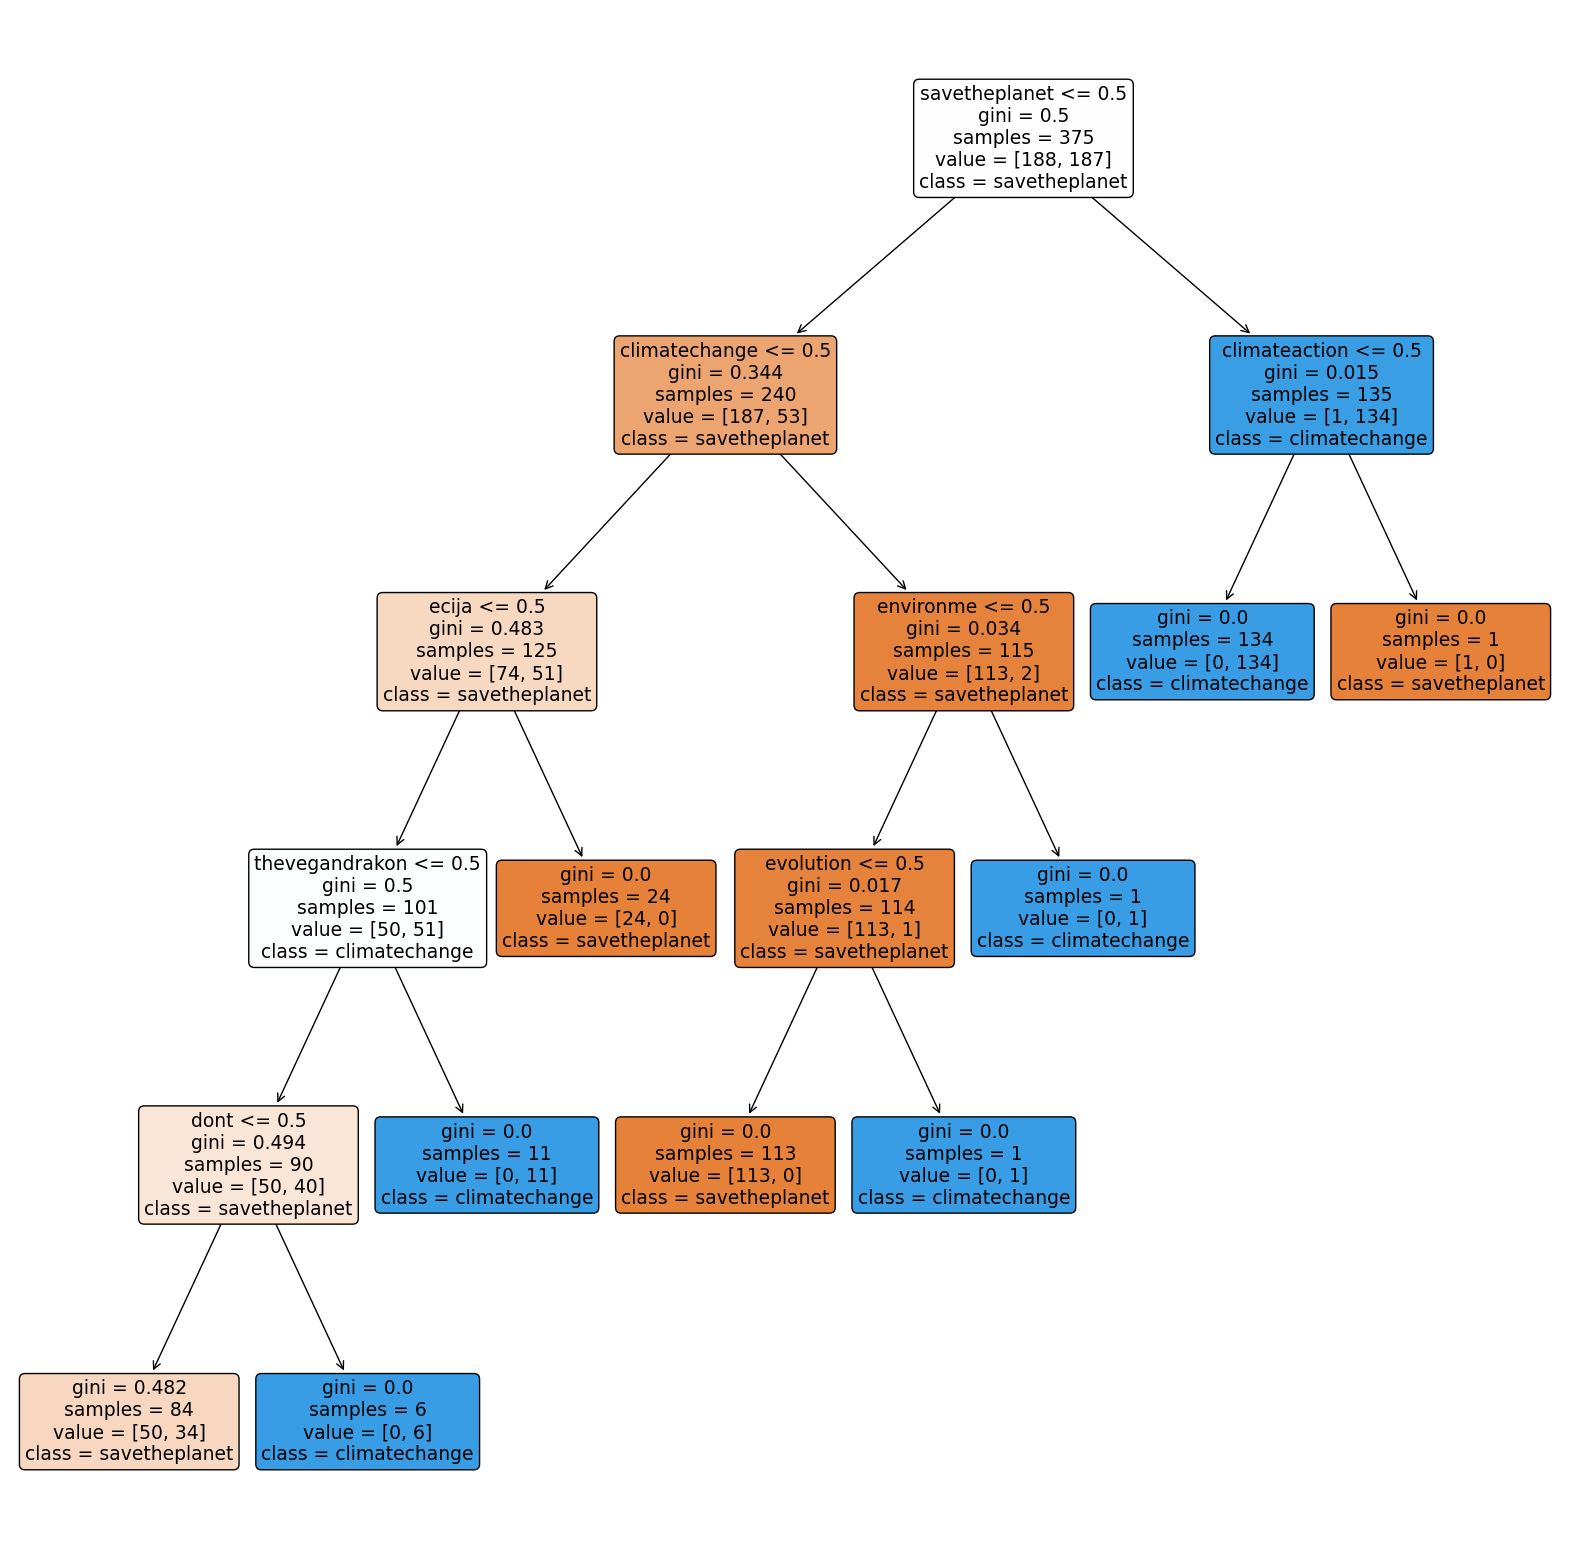 savetheplanet <= 0.5
gini = 0.5
samples = 375
value = [188, 187]
class = savetheplanet
climatechange <= 0.5
gini = 0.344
samples = 240
value = [187, 53]
class = savetheplanet
climateaction <= 0.5
gini = 0.015
samples = 135
value = [1, 134]
class = climatechange
ecija <= 0.5
gini = 0.483
samples = 125
value = [74, 51]
class = savetheplanet
environme <= 0.5
gini = 0.034
samples = 115
value = [113, 2]
class = savetheplanet
gini = 0.0
samples = 134
value = [0, 134]
class = climatechange
gini = 0.0
samples = 1
value = [1, 0]
class = savetheplanet
thevegandrakon <= 0.5
gini = 0.5
samples = 101
value = [50, 51]
class = climatechange
gini = 0.0
samples = 24
value = [24, 0]
class = savetheplanet
evolution <= 0.5
gini = 0.017
samples = 114
value = [113, 1]
class = savetheplanet
gini = 0.0
samples = 1
value = [0, 1]
class = climatechange
dont <= 0.5
gini = 0.494
samples = 90
value = [50, 40]
class = savetheplanet
gini = 0.0
samples = 11
value = [0, 11]
class = climatechange
gini = 0.0
samples = 113
value = [113, 0]
class = savetheplanet
gini = 0.0
samples = 1
value = [0, 1]
class = climatechange
gini = 0.482
samples = 84
value = [50, 34]
class = savetheplanet
gini = 0.0
samples = 6
value = [0, 6]
class = climatechange